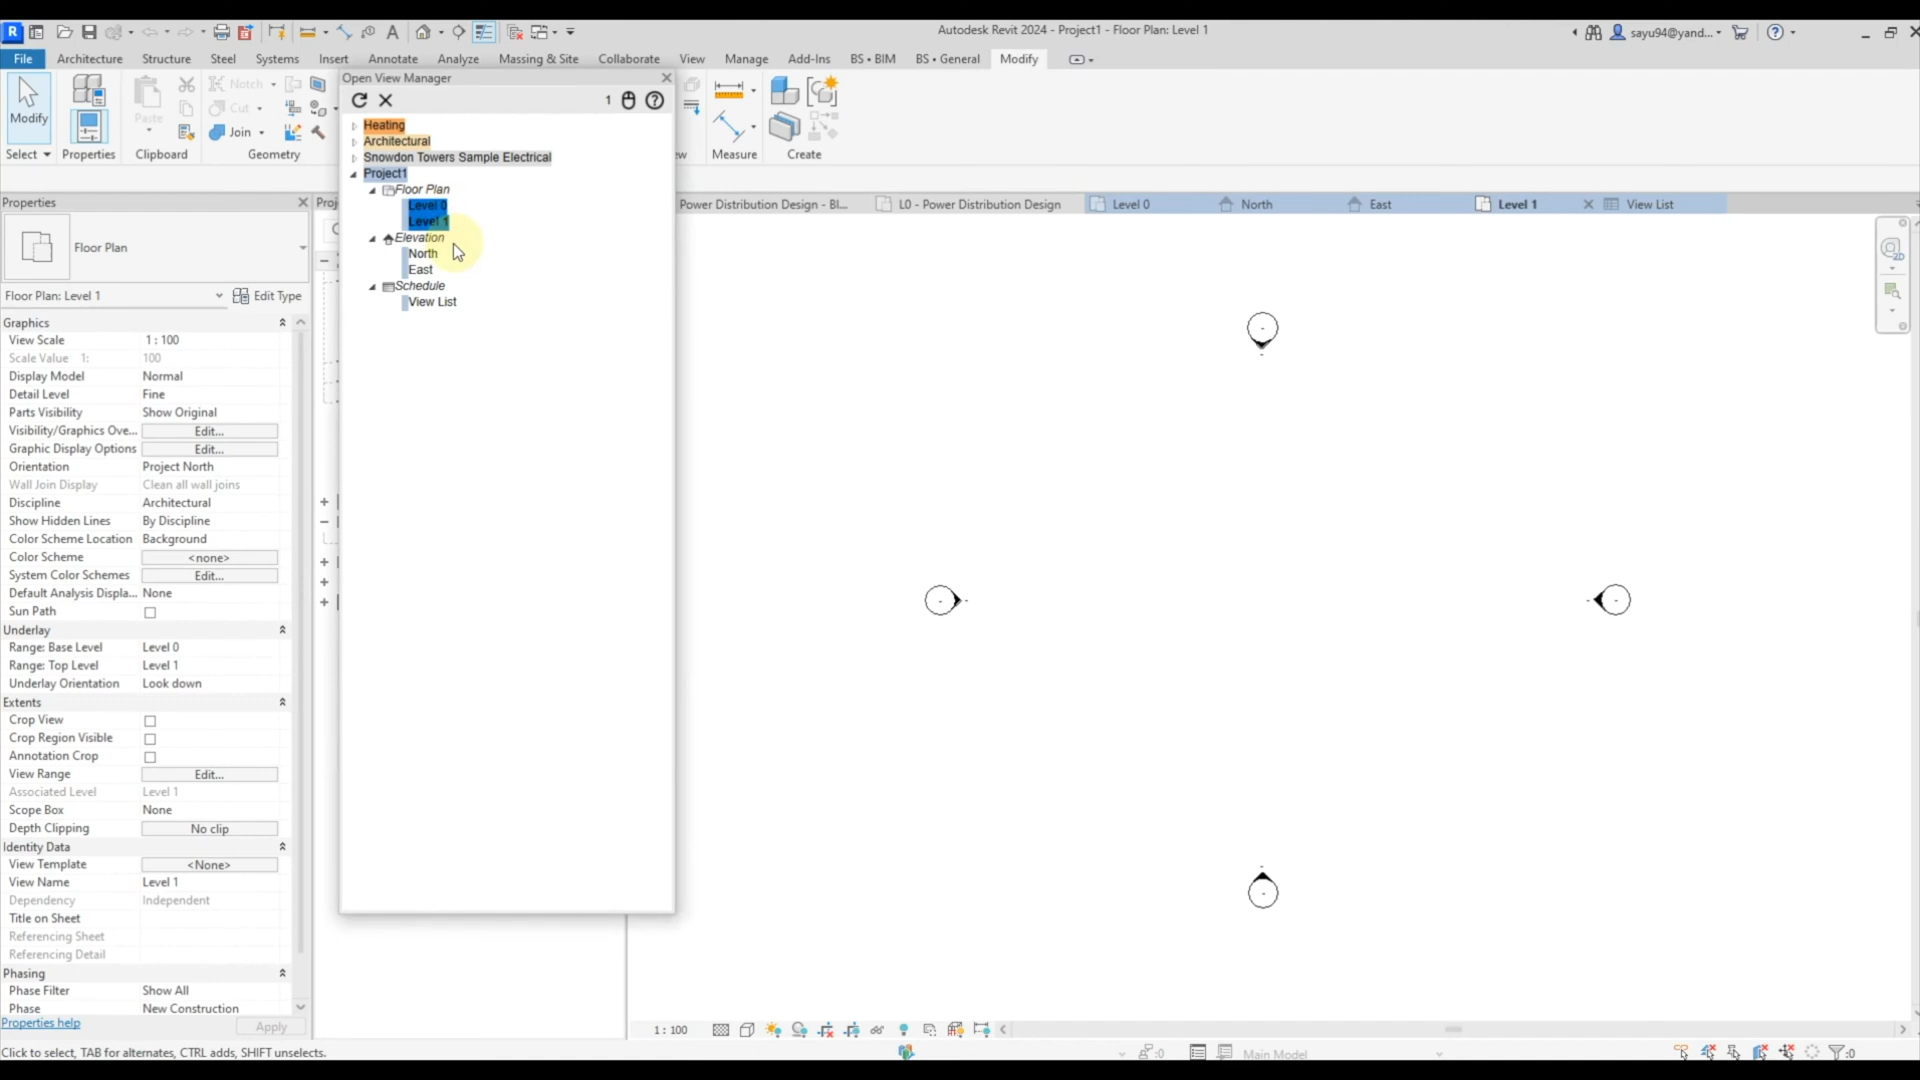 Autodesk Revit 2024 - Project1 - Floor Plan: Level 1
sayu94@yand...
File Architecture Structure Steel Systems Insert Annotate Analyze Massing & Site Collaborate View Manage Add-Ins BS • BIM BS • General Modify
Modify
Select
Properties
Paste
Clipboard
Notch
Cut
Join
Geometry
Measure
Create
Open View Manager
1
Heating
Architectural
Snowdon Towers Sample Electrical
Project1
Floor Plan
Level 0
Level 1
Elevation
North
East
Schedule
View List
Power Distribution Design - Bl... L0 - Power Distribution Design Level 0 North East Level 1 View List
2D
Properties
Floor Plan
Floor Plan: Level 1 Edit Type
Graphics
View Scale 1 : 100
Scale Value 1: 100
Display Model Normal
Detail Level Fine
Parts Visibility Show Original
Visibility/Graphics Ove... Edit...
Graphic Display Options Edit...
Orientation Project North
Wall Join Display Clean all wall joins
Discipline Architectural
Show Hidden Lines By Discipline
Color Scheme Location Background
Color Scheme <none>
System Color Schemes Edit...
Default Analysis Displa... None
Sun Path
Underlay
Range: Base Level Level 0
Range: Top Level Level 1
Underlay Orientation Look down
Extents
Crop View
Crop Region Visible
Annotation Crop
View Range Edit...
Associated Level Level 1
Scope Box None
Depth Clipping No clip
Identity Data
View Template <None>
View Name Level 1
Dependency Independent
Title on Sheet
Referencing Sheet
Referencing Detail
Phasing
Phase Filter Show All
Phase New Construction
Properties help Apply
1 : 100
Click to select, TAB for alternates, CTRL adds, SHIFT unselects.
:0
Main Model
:0